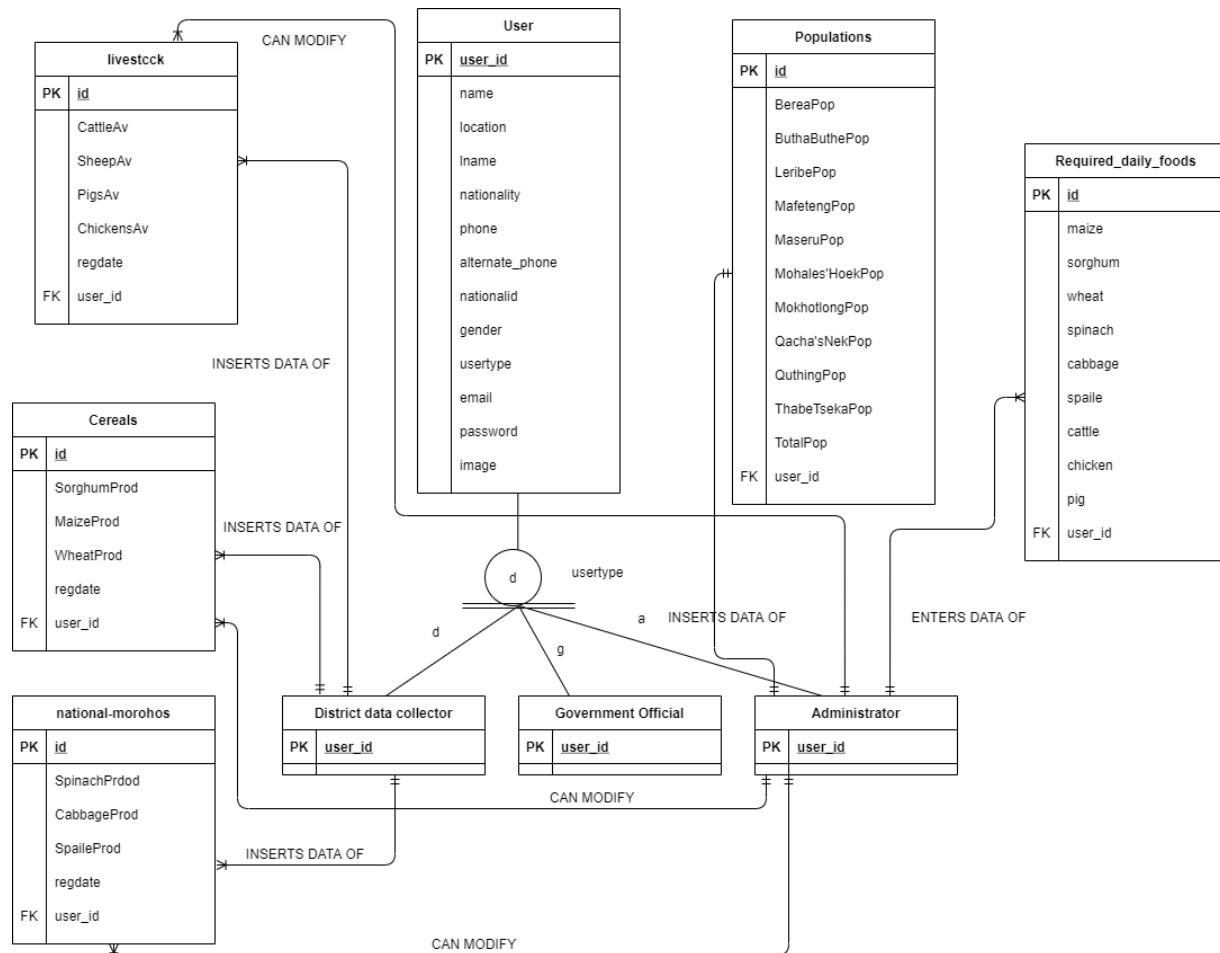 CAN MODIFY
livestcck
PK id
CattleAv
SheepAv
PigsAv
ChickensAv
regdate
FK user_id
User
PK user_id
name
location
lname
nationality
phone
alternate_phone
nationalid
gender
usertype
email
password
image
Populations
PK id
BereaPop
ButhaButhePop
LeribePop
MafetengPop
MaseruPop
Mohales'HoekPop
MokhotlongPop
Qacha'sNekPop
QuthingPop
ThabeTsekaPop
TotalPop
FK user_id
Required_daily_foods
PK id
maize
sorghum
wheat
spinach
cabbage
spaile
cattle
chicken
pig
FK user_id
INSERTS DATA OF
Cereals
PK id
SorghumProd
MaizeProd
WheatProd
regdate
FK user_id
INSERTS DATA OF
d
usertype
d
g
a
INSERTS DATA OF
ENTERS DATA OF
national-morohos
PK id
SpinachPrdod
CabbageProd
SpaileProd
regdate
FK user_id
District data collector
PK user_id
Government Official
PK user_id
Administrator
PK user_id
CAN MODIFY
INSERTS DATA OF
CAN MODIFY